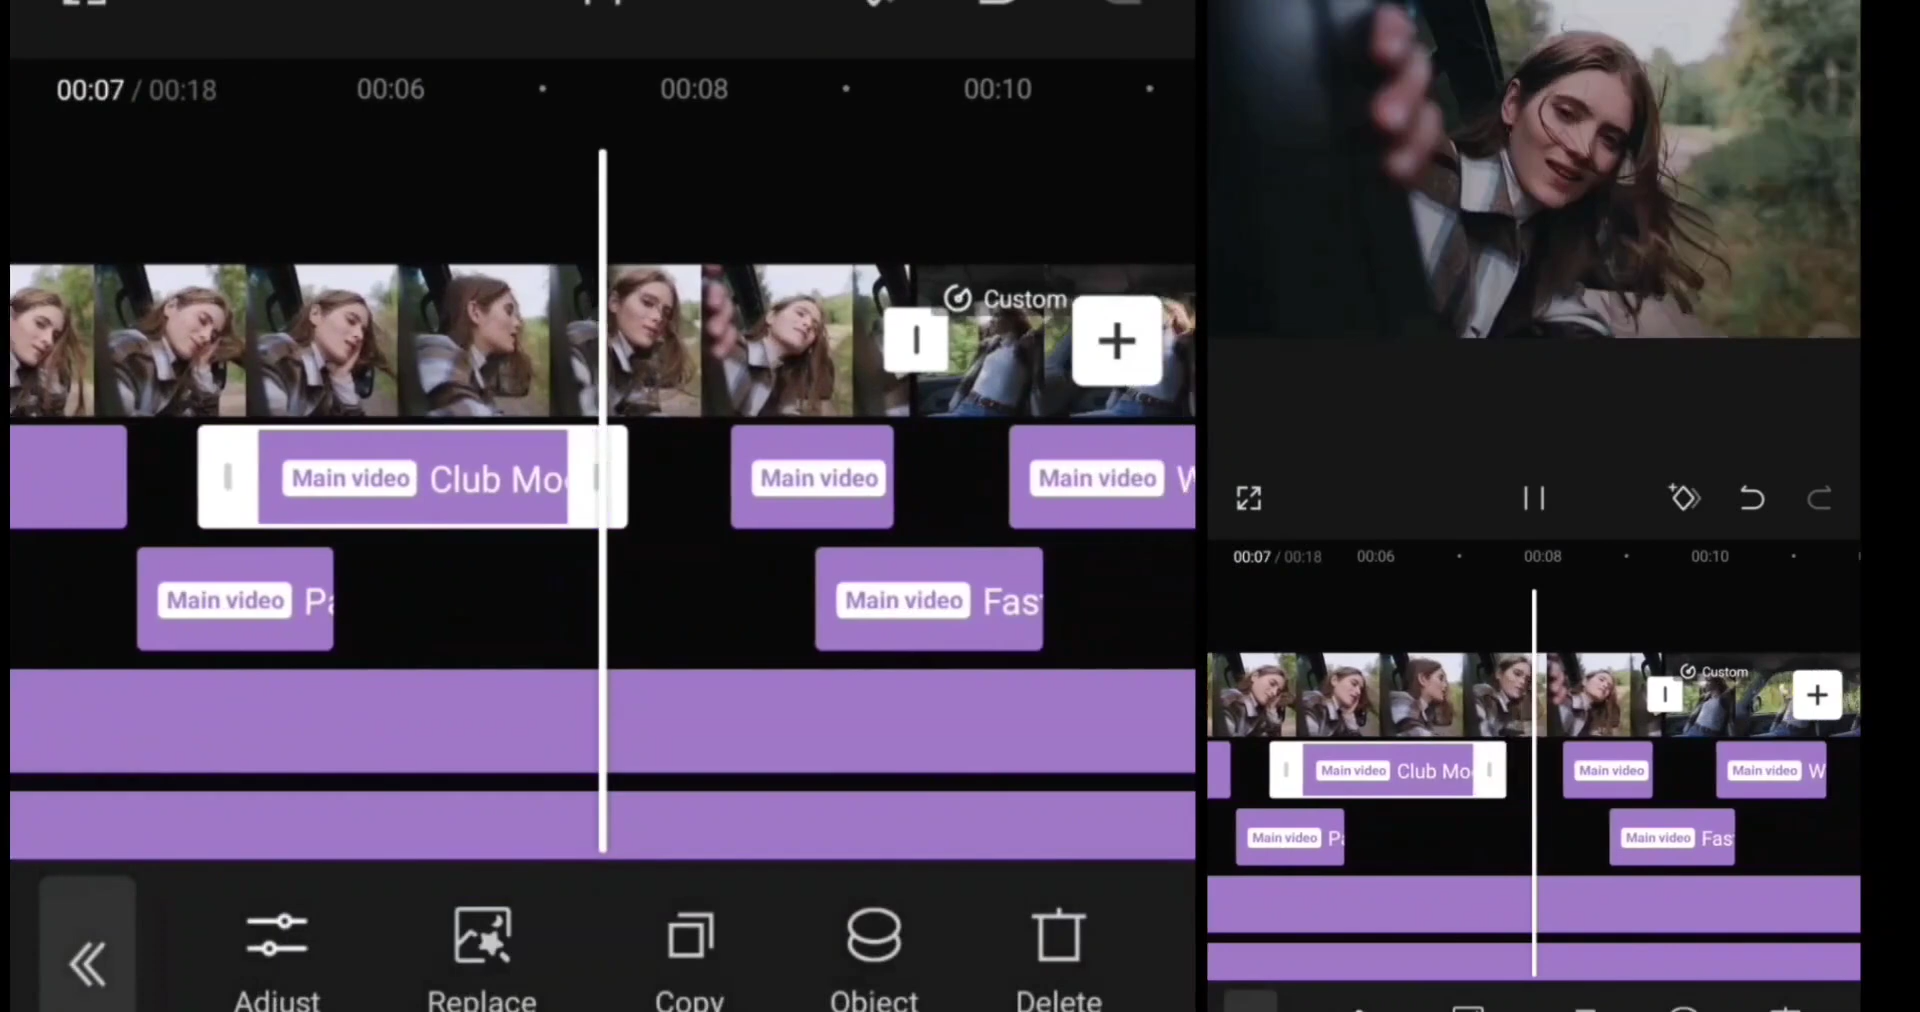 00:07 / 00:18 00:06 00:08 00:10
Custom
Main video Club Mo
Main video
Main video W
Main video Pa
Main video Fas
Adjust Replace Copy Object Delete
00:07 / 00:18 00:06 00:08 00:10
Custom
Main video Club Mo
Main video
Main video W
Main video Pa
Main video Fas